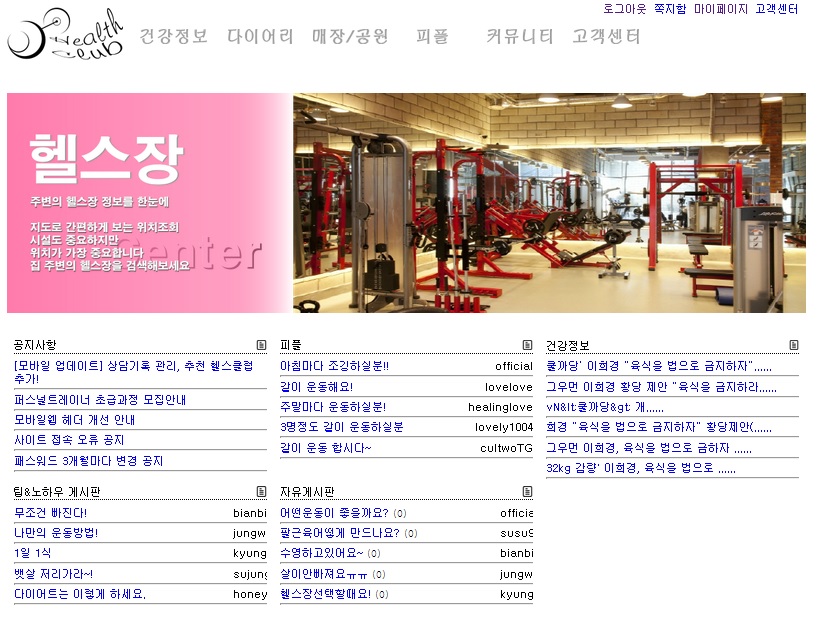 로그아웃 쪽지함 마이페이지 고객센터
Health Club
건강정보 다이어리 매장/공원 피플 커뮤니티 고객센터
헬스장
주변의 헬스장 정보를 한눈에
지도로 간편하게 보는 위치조회
시설도 중요하지만
위치가 가장 중요합니다
집 주변의 헬스장을 검색해보세요
Center
공지사항
[모바일 업데이트] 상담기록 관리, 추천 헬스클럽
추가!
퍼스널트레이너 초급과정 모집안내
모바일웹 헤더 개선 안내
사이트 접속 오류 공지
패스워드 3개월마다 변경 공지
피플
아침마다 조깅하실분!! official
같이 운동해요! lovelove
주말마다 운동하실분! healinglove
3명정도 같이 운동하실분 lovely1004
같이 운동 합시다~ cultwoTG
건강정보
쿨까당' 이희경 "육식을 법으로 금지하자"......
그우먼 이희경 황당 제안 "육식을 금지하라......
vN&lt쿨까당&gt 개......
희경 "육식을 법으로 금지하자" 황당제안(......
그우먼 이희경, 육식을 법으로 금하자 ......
32kg 감량' 이희경, 육식을 법으로 ......
팁&노하우 게시판
무조건 빠진다! bianbi
나만의 운동방법! jungw
1일 1식 kyung
뱃살 저리가라~! sujung
다이어트는 이렇게 하세요. honey
자유게시판
어떤운동이 좋을까요? (0) officia
팔근육어떻게 만드나요? (0) susu9
수영하고있어요~ (0) bianbi
살이안빠져요ㅠㅠ (0) jungw
헬스장선택할때요! (0) kyung